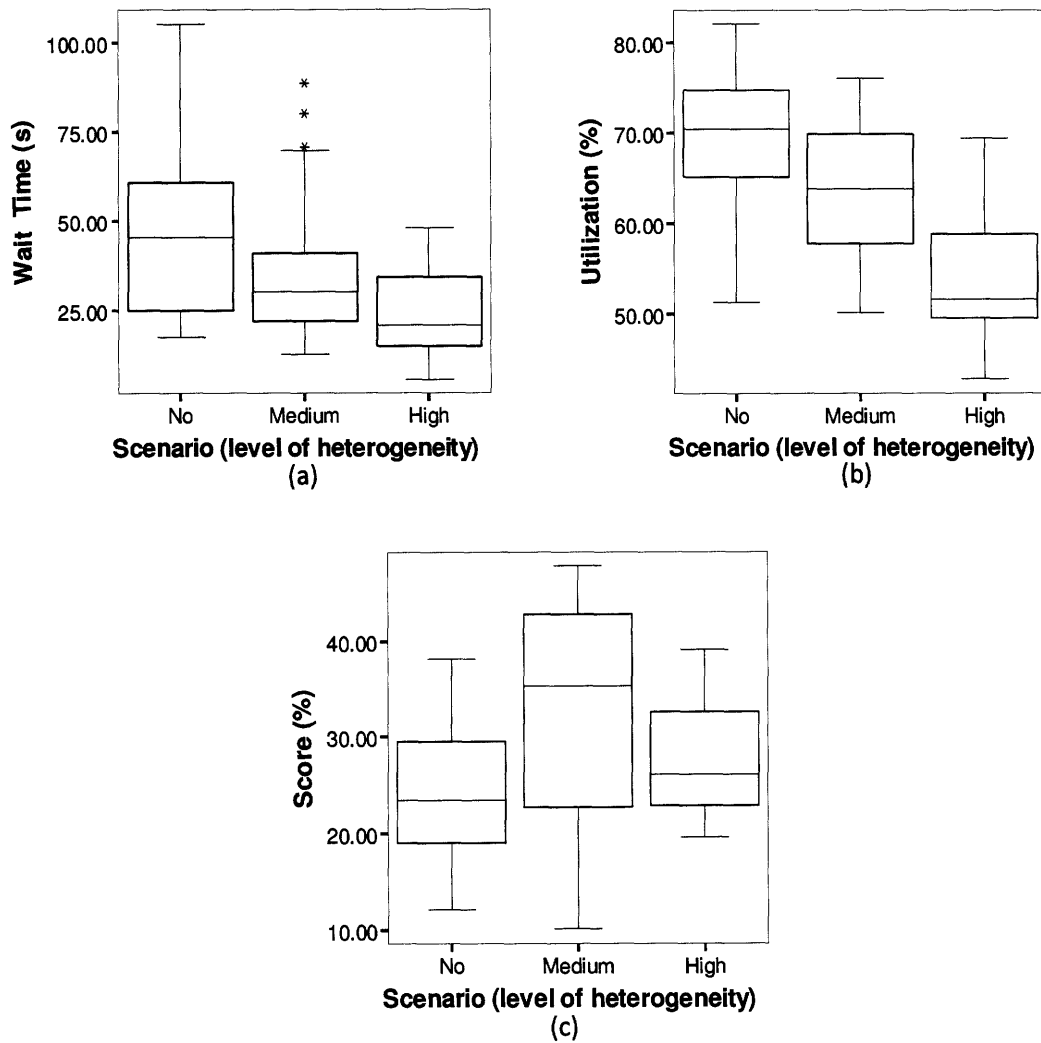 100.00
75.00
50.00
25.00
Wait Time (s)
*
*
*
No Medium High
Scenario (level of heterogeneity)
(a)
80.00
70.00
60.00
50.00
Utilization (%)
No Medium High
Scenario (level of heterogeneity)
(b)
40.00
30.00
20.00
10.00
Score (%)
No Medium High
Scenario (level of heterogeneity)
(c)